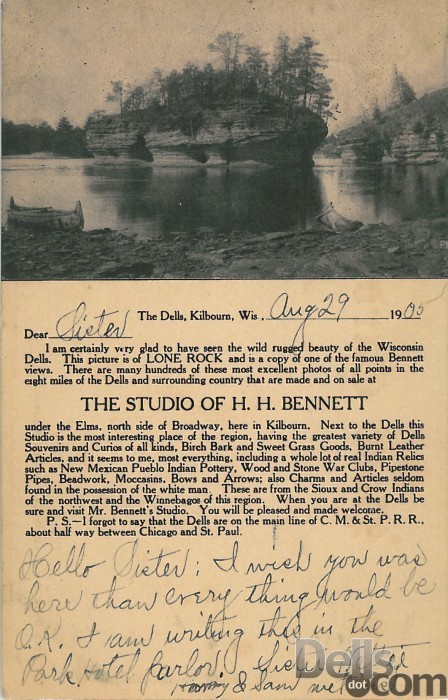 The Dells, Kilbourn, Wis., Aug 29 1905
Dear Sister
I am certainly very glad to have seen the wild rugged beauty of the Wisconsin
Dells. This picture is of LONE ROCK and is a copy of one of the famous Bennett
views. There are many hundreds of these most excellent photos of all points in the
eight miles of the Dells and surrounding country that are made and on sale at
THE STUDIO OF H. H. BENNETT
under the Elms, north side of Broadway, here in Kilbourn. Next to the Dells this
Studio is the most interesting place of the region, having the greatest variety of Dells
Souvenirs and Curios of all kinds, Birch Bark and Sweet Grass Goods, Burnt Leather
Articles, and it seems to me, most everything, including a whole lot of real Indian Relics
such as New Mexican Pueblo Indian Pottery, Wood and Stone War Clubs, Pipestone
Pipes, Beadwork, Moccasins, Bows and Arrows; also Charms and Articles seldom
found in the possession of the white man. These are from the Sioux and Crow Indians
of the northwest and the Winnebagos of this region. When you are at the Dells be
sure and visit Mr. Bennett's Studio. You will be pleased and made welcome.
P. S.—I forgot to say that the Dells are on the main line of C. M. & St. P. R. R.,
about half way between Chicago and St. Paul.
Hello Sister: I wish you was
here than every thing would be
O.K. I am writing this in the
Park Hotel parlor.
& Sam
Dells
dot com